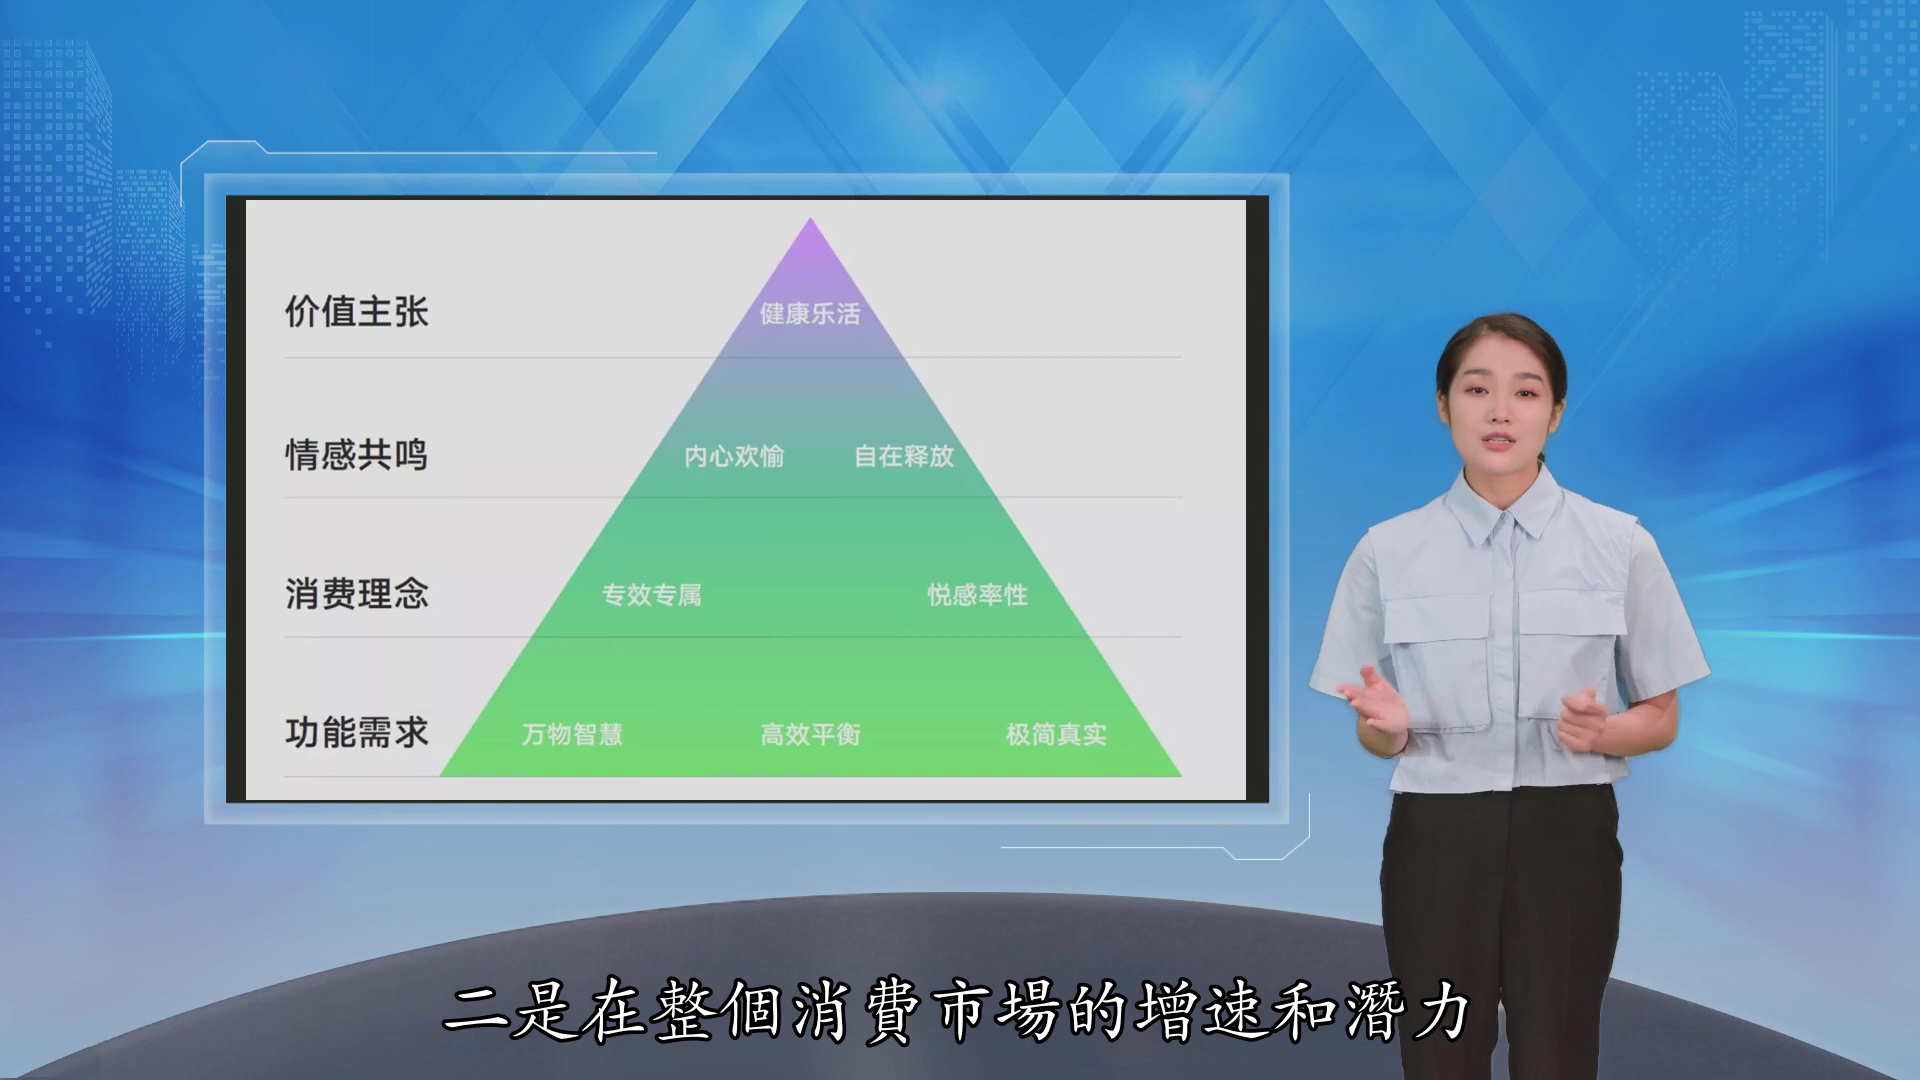 价值主张
健康乐活
情感共鸣
内心欢愉 自在释放
消费理念
专效专属 悦感率性
功能需求
万物智慧 高效平衡 极简真实
二是在整個消費市場的增速和潛力